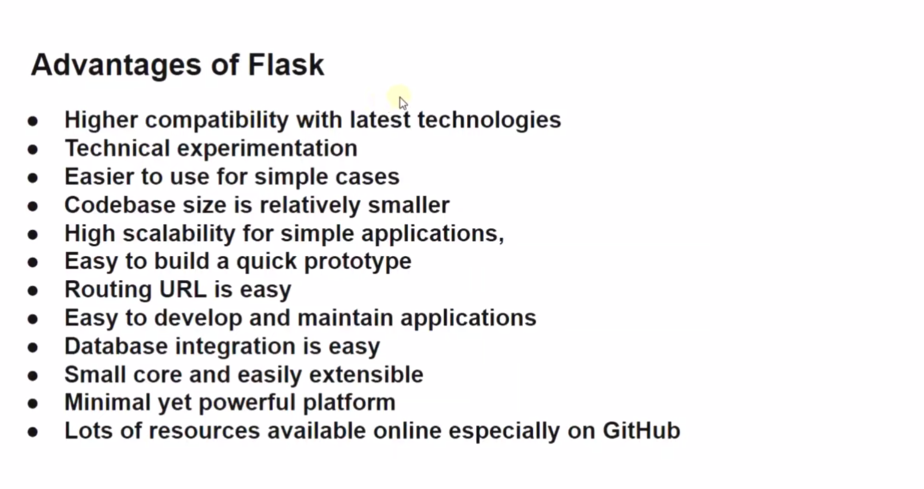 Advantages of Flask
● Higher compatibility with latest technologies
● Technical experimentation
● Easier to use for simple cases
● Codebase size is relatively smaller
● High scalability for simple applications,
● Easy to build a quick prototype
● Routing URL is easy
● Easy to develop and maintain applications
● Database integration is easy
● Small core and easily extensible
● Minimal yet powerful platform
● Lots of resources available online especially on GitHub